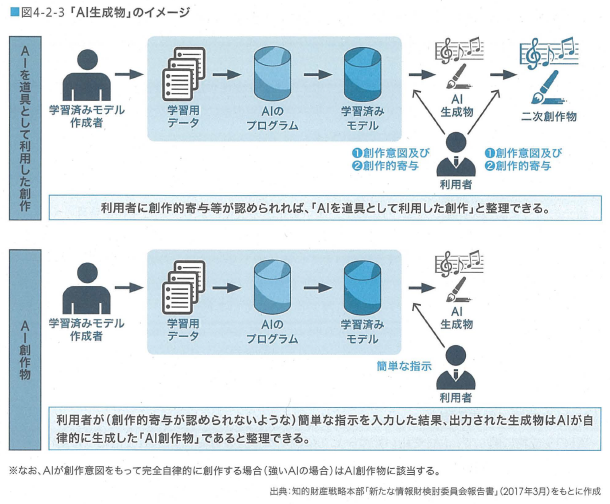 ■図4-2-3 「AI生成物」のイメージ
AIを道具として利用した創作
学習済みモデル
作成者
学習用
データ
AIの
プログラム
学習済み
モデル
AI
生成物
二次創作物
❶創作意図及び
❷創作的寄与
❶創作意図及び
❷創作的寄与
利用者
利用者に創作的寄与等が認められれば、「AIを道具として利用した創作」と整理できる。
AI創作物
学習済みモデル
作成者
学習用
データ
AIの
プログラム
学習済み
モデル
AI
生成物
簡単な指示
利用者
利用者が(創作的寄与が認められないような)簡単な指示を入力した結果、出力された生成物はAIが自
律的に生成した「AI創作物」であると整理できる。
※なお、AIが創作意図をもって完全自律的に創作する場合(強いAIの場合)はAI創作物に該当する。
出典:知的財産戦略本部「新たな情報財検討委員会報告書」(2017年3月)をもとに作成